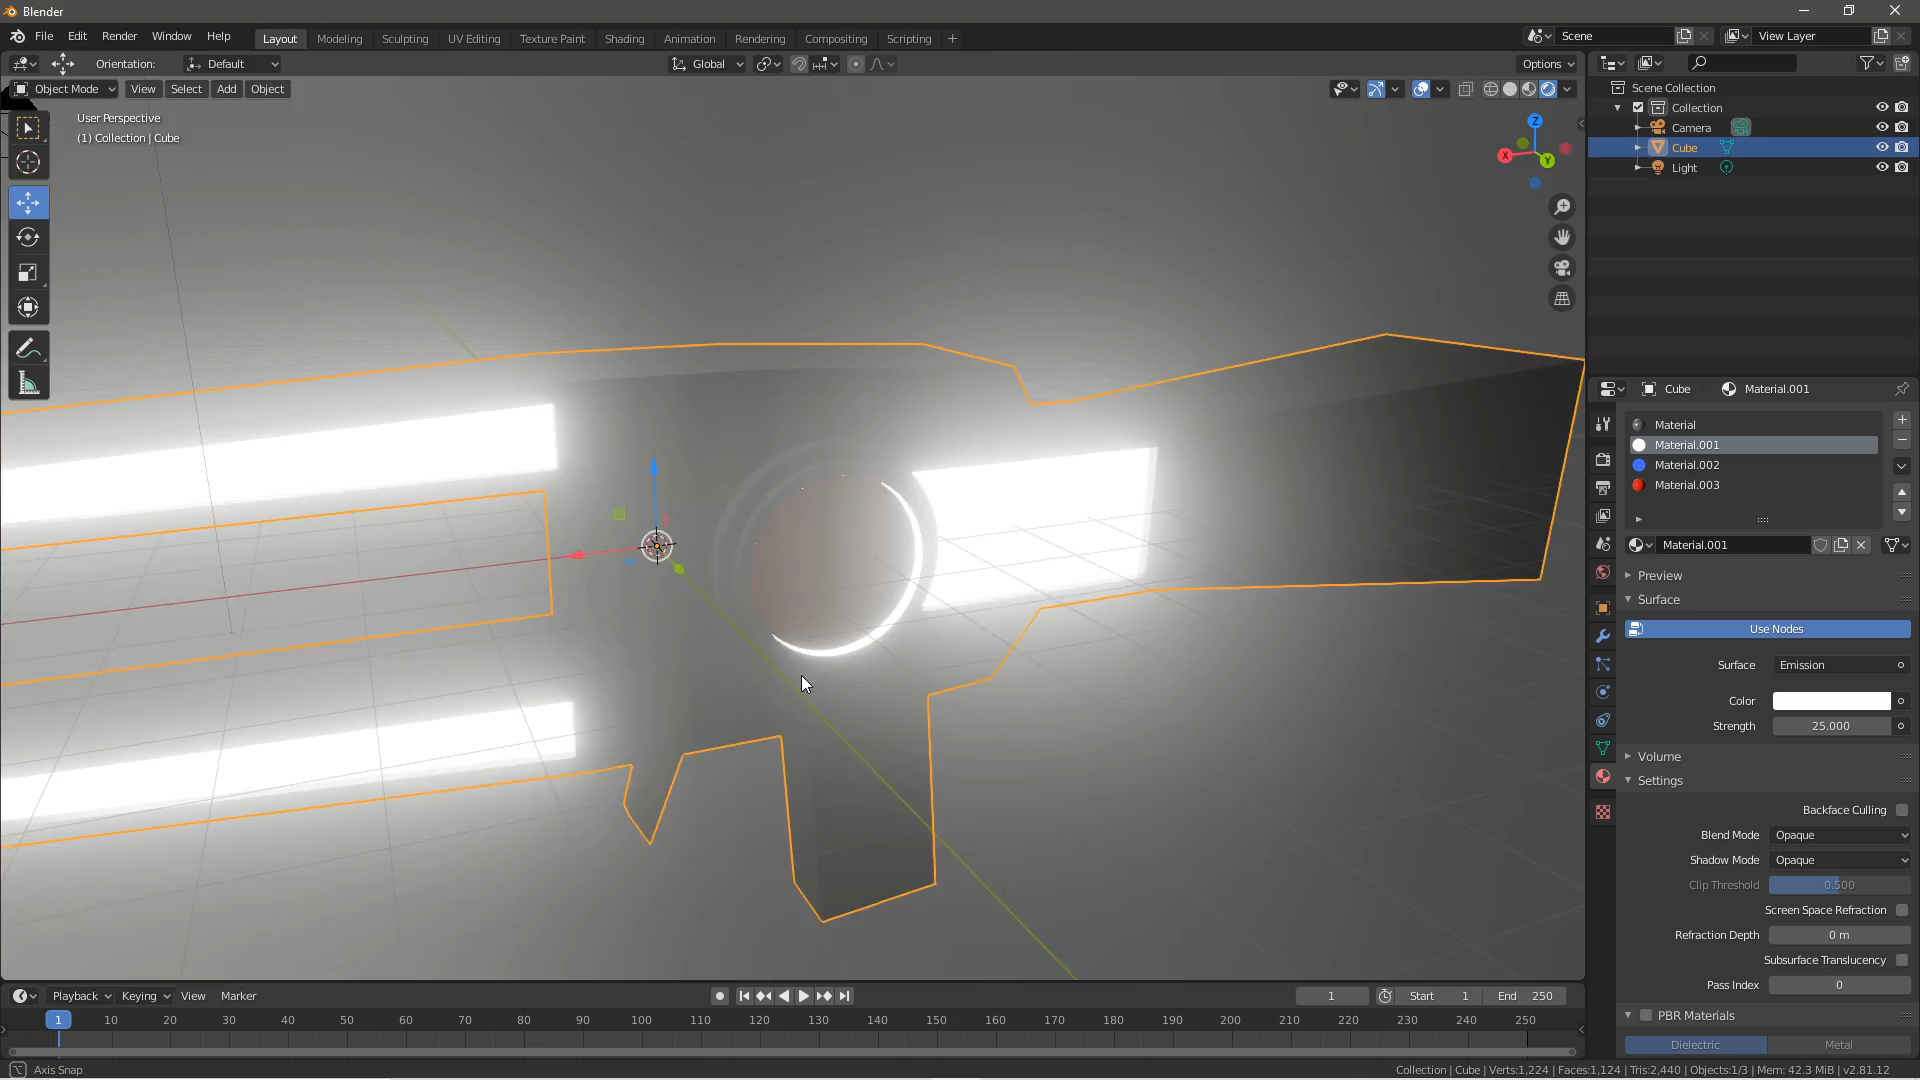 Blender
File Edit Render Window Help
Layout Modeling Sculpting UV Editing Texture Paint Shading Animation Rendering Compositing Scripting +
Scene
View Layer
Orientation: Default
Global
Options
Object Mode View Select Add Object
User Perspective
(1) Collection | Cube
Z
X
Y
Scene Collection
Collection
Camera
Cube
Light
Cube Material.001
Material
Material.001
Material.002
Material.003
Material.001
Preview
Surface
Use Nodes
Surface Emission
Color
Strength 25.000
Volume
Settings
Backface Culling
Blend Mode Opaque
Shadow Mode Opaque
Clip Threshold 0.500
Screen Space Refraction
Refraction Depth 0 m
Subsurface Translucency
Pass Index 0
PBR Materials
Dielectric Metal
Playback Keying View Marker
1 Start 1 End 250
1 10 20 30 40 50 60 70 80 90 100 110 120 130 140 150 160 170 180 190 200 210 220 230 240 250
Axis Snap
Collection | Cube | Verts:1,224 | Faces:1,124 | Tris:2,440 | Objects:1/3 | Mem: 42.3 MiB | v2.81.12